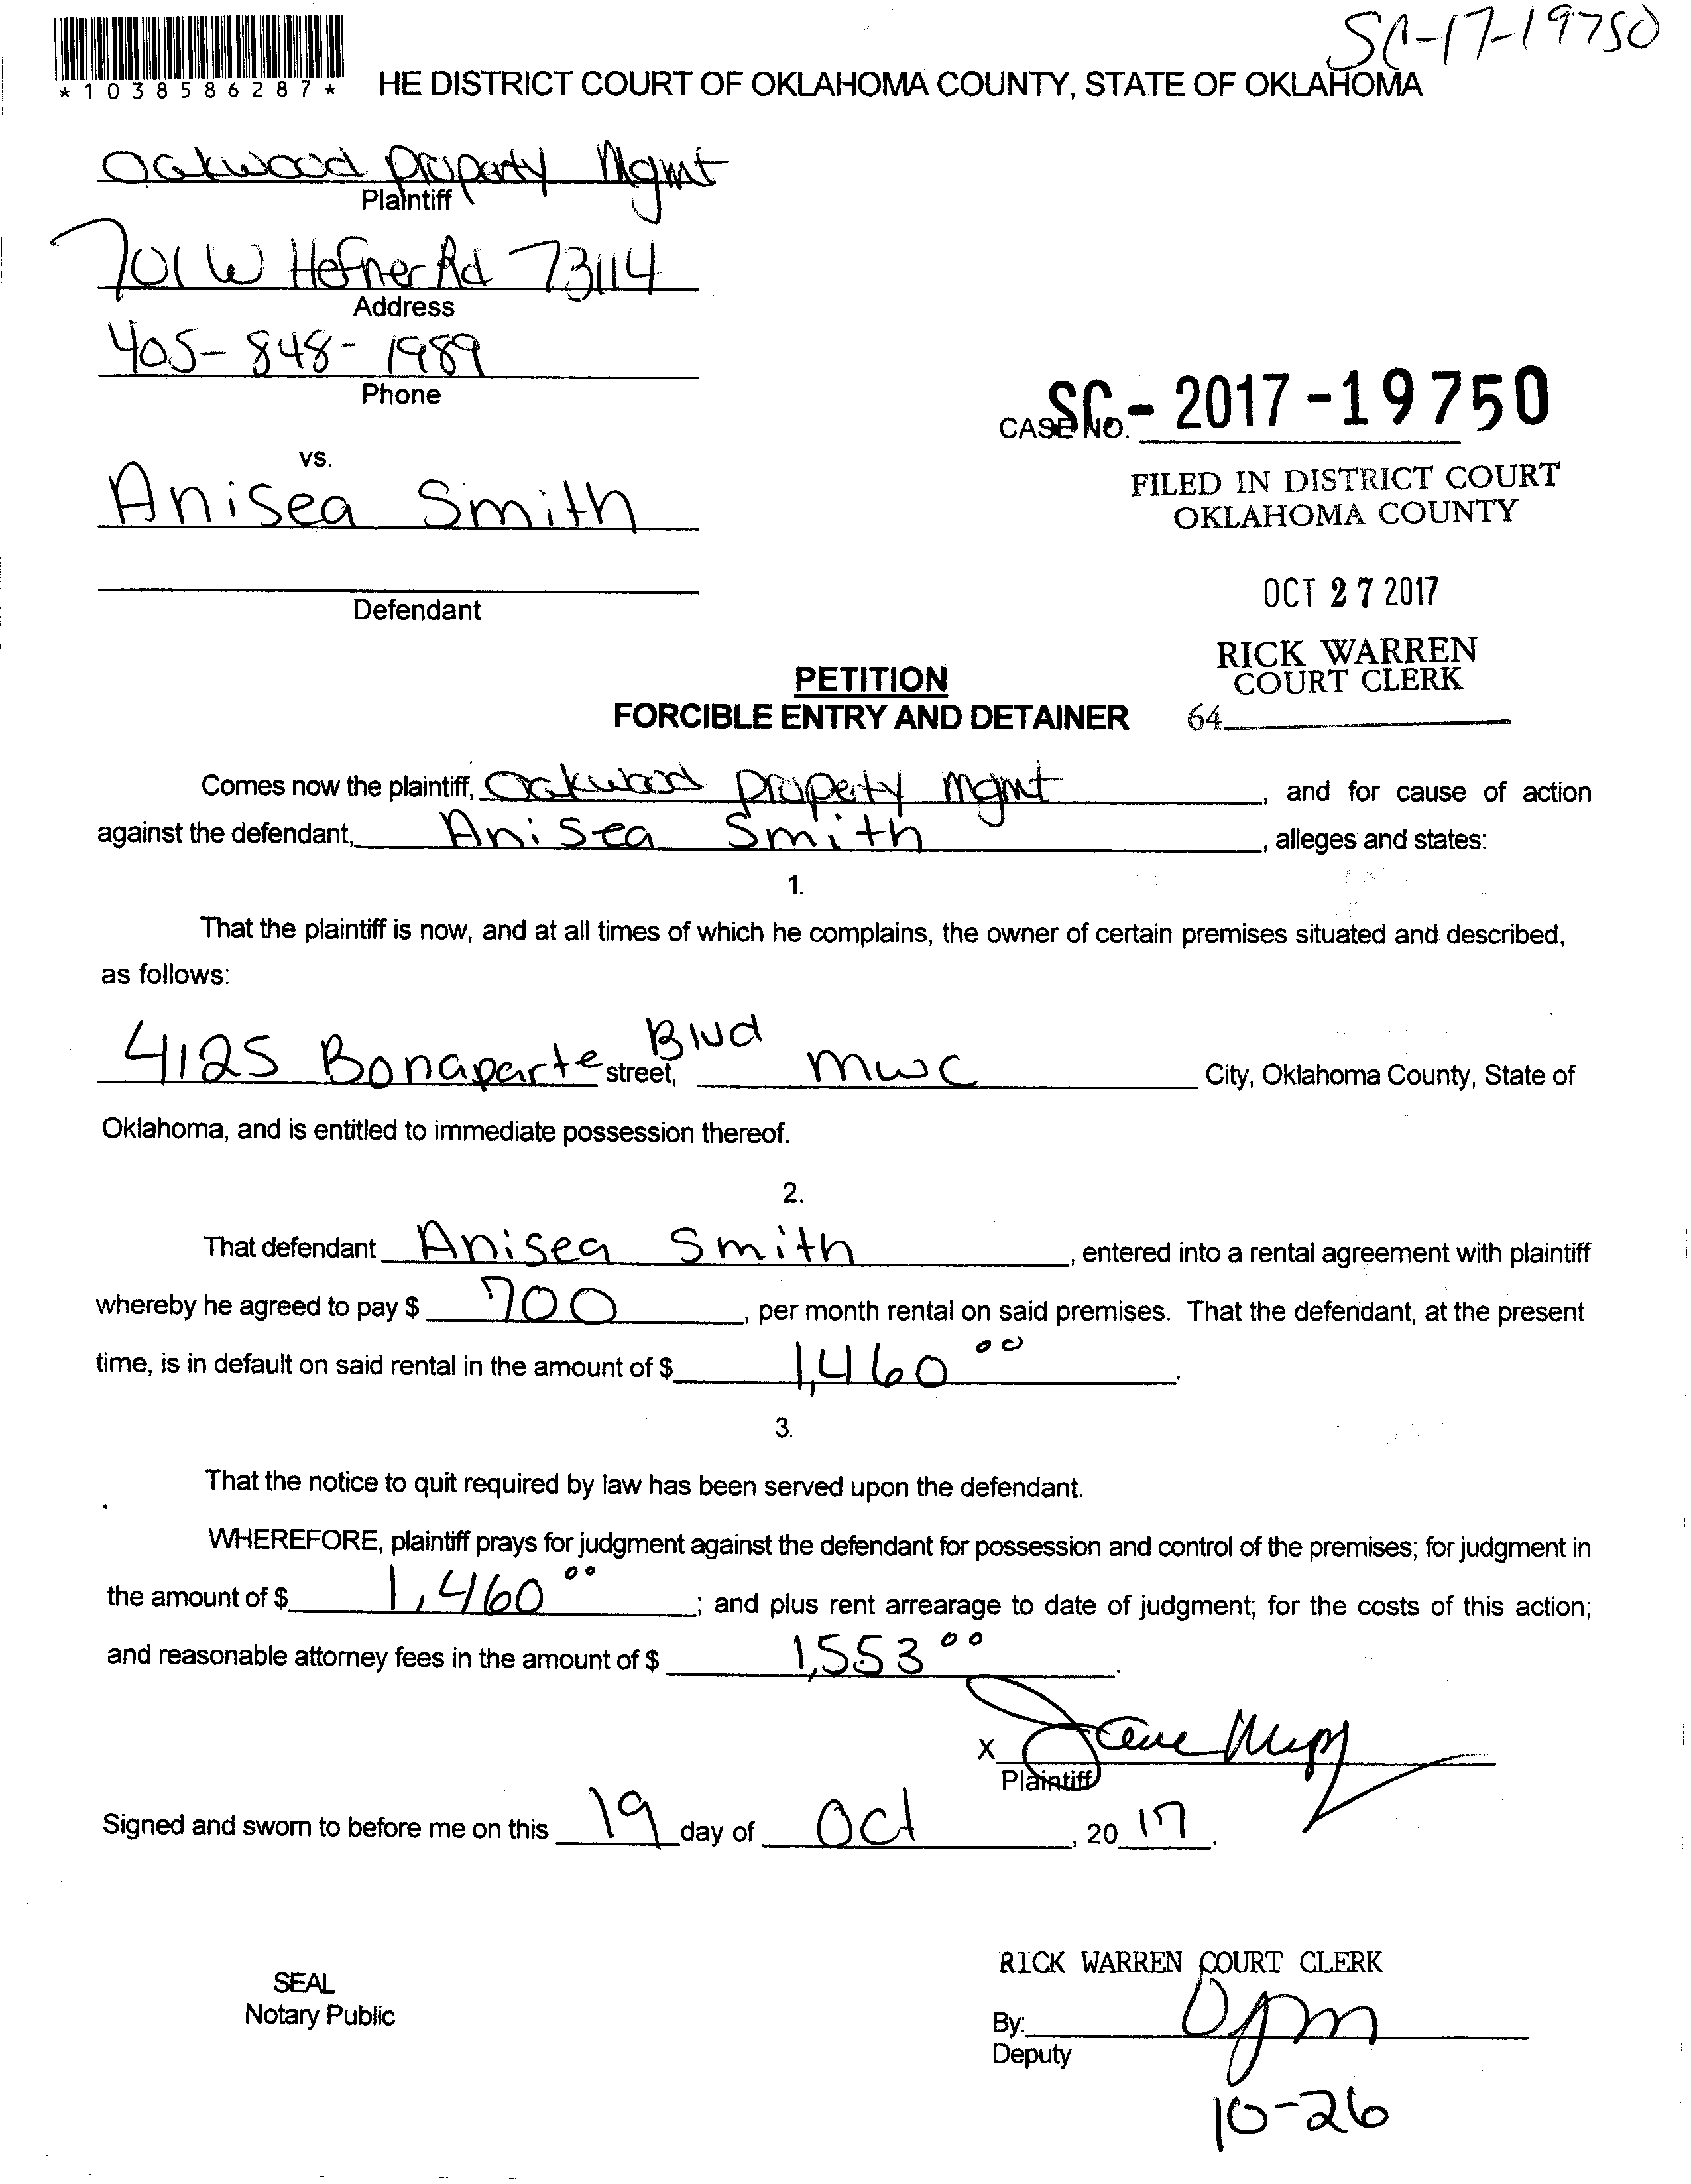 SC-17-19750
*1038586287*
HE DISTRICT COURT OF OKLAHOMA COUNTY, STATE OF OKLAHOMA
Oakwood Property Mgmt
Plaintiff
701 W Hefner Rd 73114
Address
405-848-1989
Phone
SC-2017-19750
CASE NO.
vs.
Anisea Smith
FILED IN DISTRICT COURT
OKLAHOMA COUNTY
OCT 27 2017
Defendant
RICK WARREN
COURT CLERK
64
PETITION
FORCIBLE ENTRY AND DETAINER
Comes now the plaintiff, Oakwood Property Mgmt, and for cause of action
against the defendant, Anisea Smith, alleges and states:
1.
That the plaintiff is now, and at all times of which he complains, the owner of certain premises situated and described,
as follows:
4125 Bonaparte Blvd street, MWC City, Oklahoma County, State of
Oklahoma, and is entitled to immediate possession thereof.
2.
That defendant Anisea Smith, entered into a rental agreement with plaintiff
whereby he agreed to pay $ 700, per month rental on said premises. That the defendant, at the present
time, is in default on said rental in the amount of $ 1,460 00.
3.
That the notice to quit required by law has been served upon the defendant.
WHEREFORE, plaintiff prays for judgment against the defendant for possession and control of the premises; for judgment in
the amount of $ 1,460 00; and plus rent arrearage to date of judgment; for the costs of this action;
and reasonable attorney fees in the amount of $ 1,553 00.
X
Plaintiff
Signed and sworn to before me on this 19 day of Oct, 20 17.
RICK WARREN COURT CLERK
SEAL
Notary Public
By:
Deputy
10-26